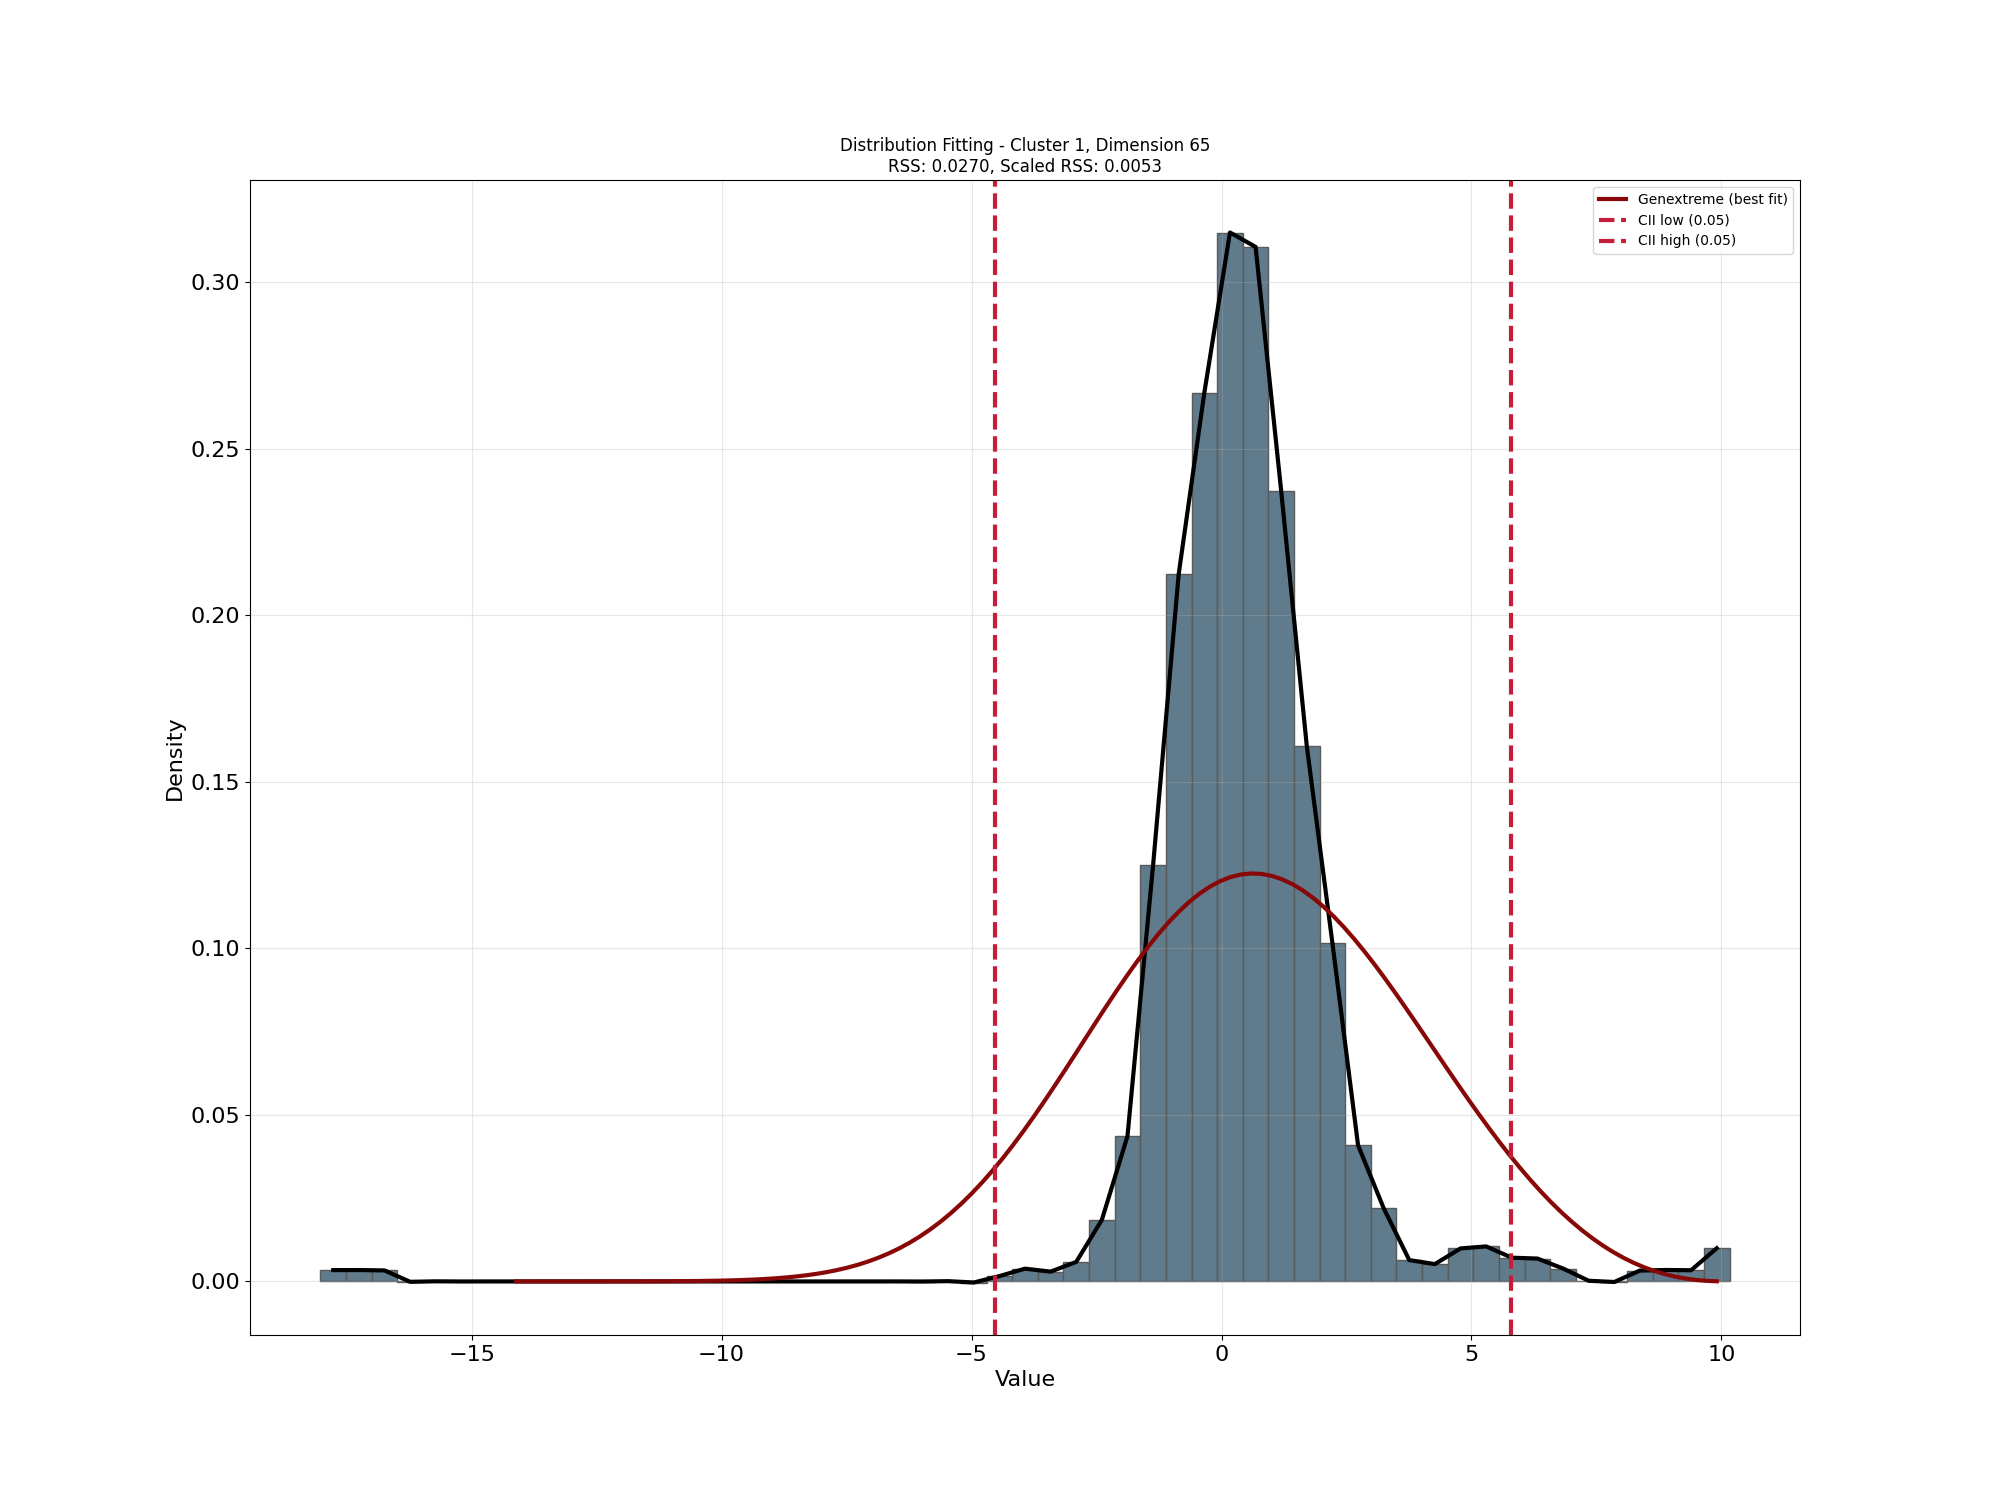 Distribution Fitting - Cluster 1, Dimension 65
RSS: 0.0270, Scaled RSS: 0.0053
Genextreme (best fit)
CII low (0.05)
CII high (0.05)
0.30
0.25
0.20
0.15
0.10
0.05
0.00
Density
−15
−10
−5
0
5
10
Value